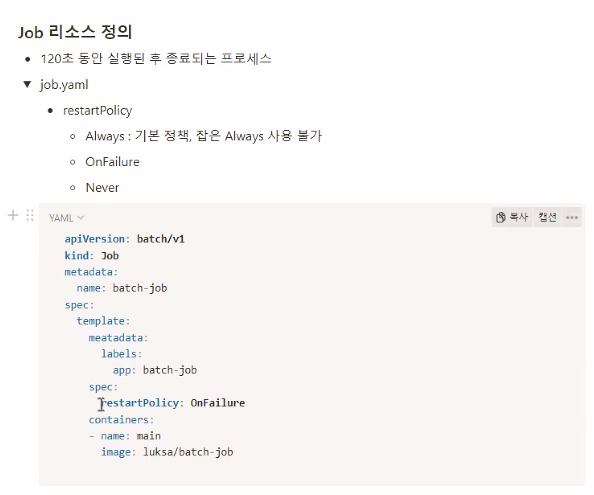 Job 리소스 정의
120초 동안 실행된 후 종료되는 프로세스
job.yaml
restartPolicy
Always : 기본 정책, 잡은 Always 사용 불가
OnFailure
Never
YAML
복사 캡션
apiVersion: batch/v1
kind: Job
metadata:
  name: batch-job
spec:
  template:
    meatadata:
      labels:
        app: batch-job
    spec:
      restartPolicy: OnFailure
    containers:
    - name: main
      image: luksa/batch-job